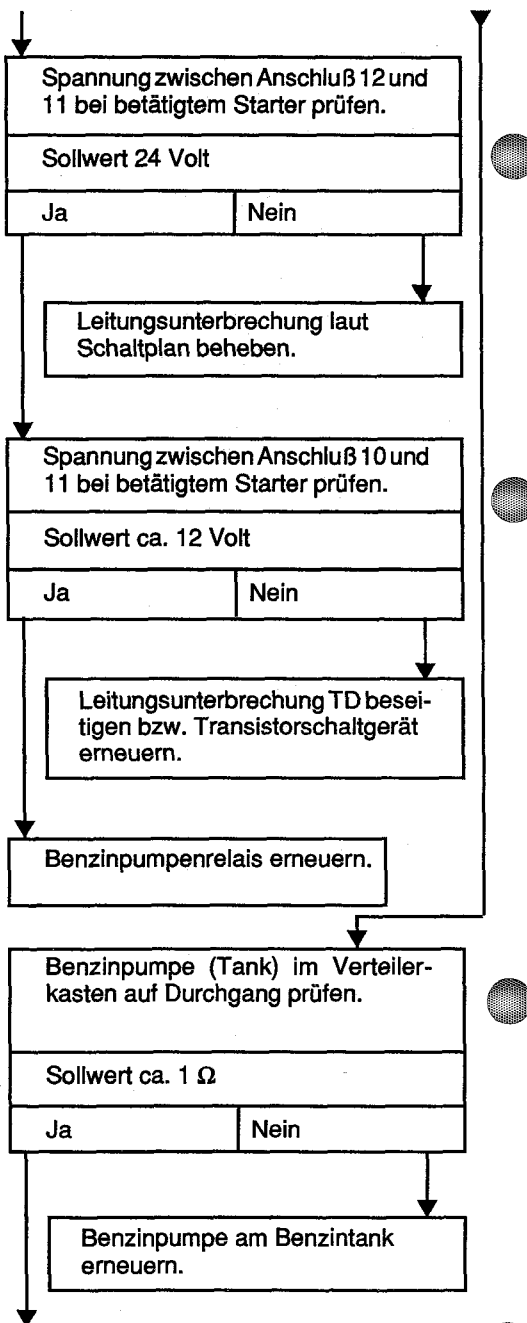 Spannung zwischen Anschluß 12 und
11 bei betätigtem Starter prüfen.
Sollwert 24 Volt
Ja
Nein
Leitungsunterbrechung laut
Schaltplan beheben.
Spannung zwischen Anschluß 10 und
11 bei betätigtem Starter prüfen.
Sollwert ca. 12 Volt
Ja
Nein
Leitungsunterbrechung TD besei-
tigen bzw. Transistorschaltgerät
erneuern.
Benzinpumpenrelais erneuern.
Benzinpumpe (Tank) im Verteiler-
kasten auf Durchgang prüfen.
Sollwert ca. 1 Ω
Ja
Nein
Benzinpumpe am Benzintank
erneuern.